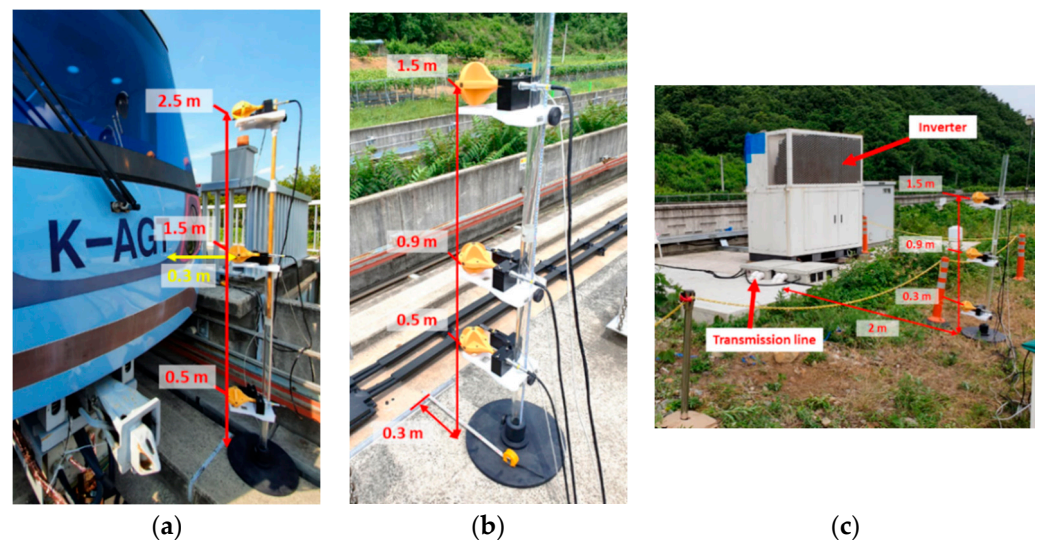 2.5 m
K-AGT
1.5 m
0.3 m
0.5 m
(a)
1.5 m
0.9 m
0.5 m
0.3 m
(b)
Inverter
1.5 m
0.9 m
0.3 m
2 m
Transmission line
(c)